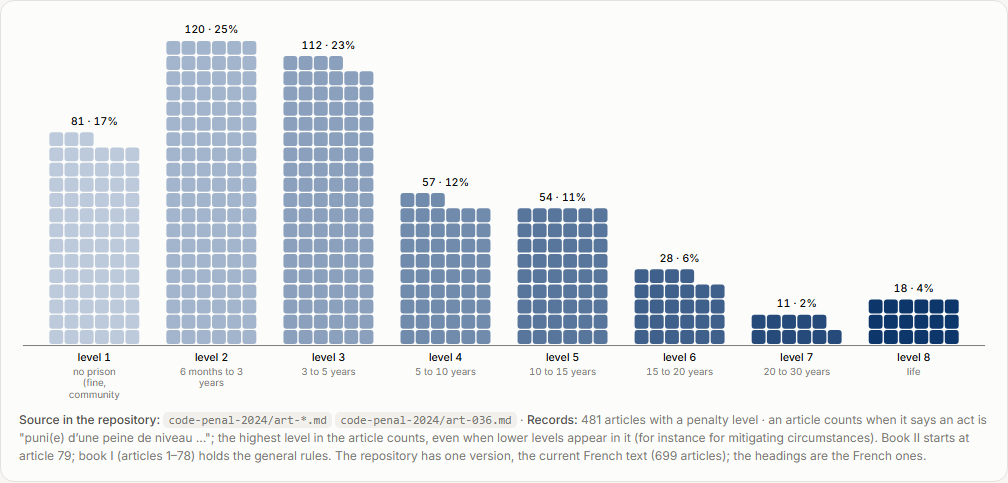 120 · 25%
112 · 23%
81 · 17%
57 · 12%
54 · 11%
28 · 6%
11 · 2%
18 · 4%
level 1 level 2 level 3 level 4 level 5 level 6 level 7 level 8
no prison 6 months to 3 3 to 5 years 5 to 10 years 10 to 15 years 15 to 20 years 20 to 30 years life
(fine, years
community
Source in the repository: code-penal-2024/art-*.md code-penal-2024/art-036.md · Records: 481 articles with a penalty level · an article counts when it says an act is
"puni(e) d’une peine de niveau …"; the highest level in the article counts, even when lower levels appear in it (for instance for mitigating circumstances). Book II starts at
article 79; book I (articles 1–78) holds the general rules. The repository has one version, the current French text (699 articles); the headings are the French ones.